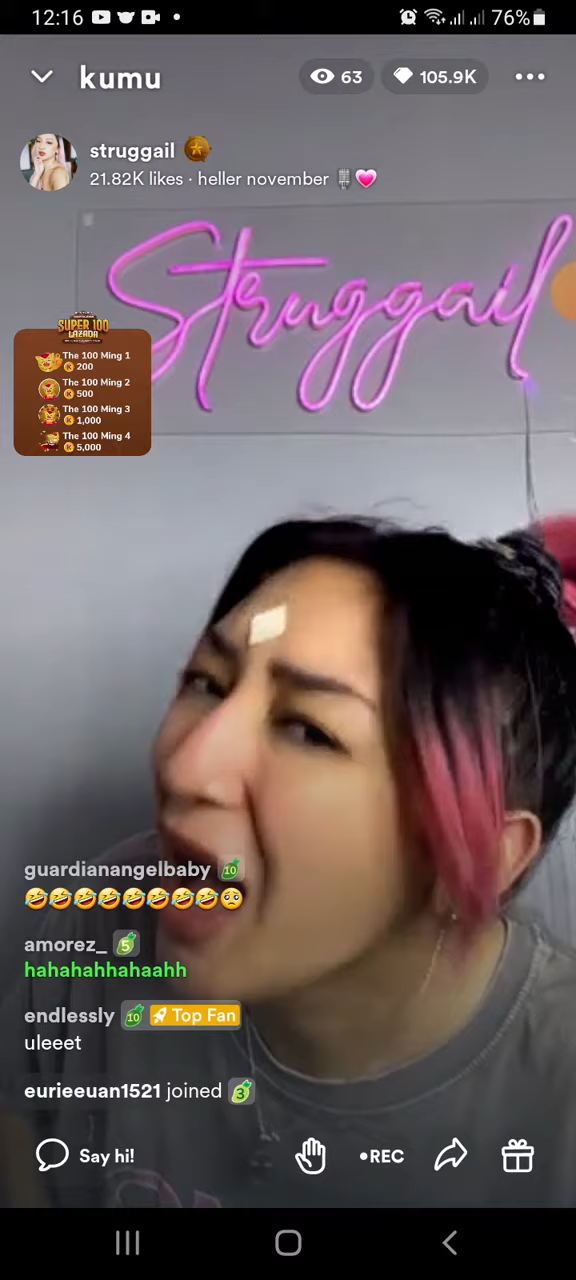 12:16
76%
kumu
63
105.9K
struggail
21.82K likes · heller november
Struggail
SUPER 100
LAZADA
The 100 Ming 1
200
The 100 Ming 2
500
The 100 Ming 3
1,000
The 100 Ming 4
5,000
guardianangelbaby 10
🤣🤣🤣🤣🤣🤣🤣🤣🥺
amorez_ 5
hahahahhahaahh
endlessly 10 Top Fan
uleeet
eurieeuan1521 joined 3
Say hi!
•REC